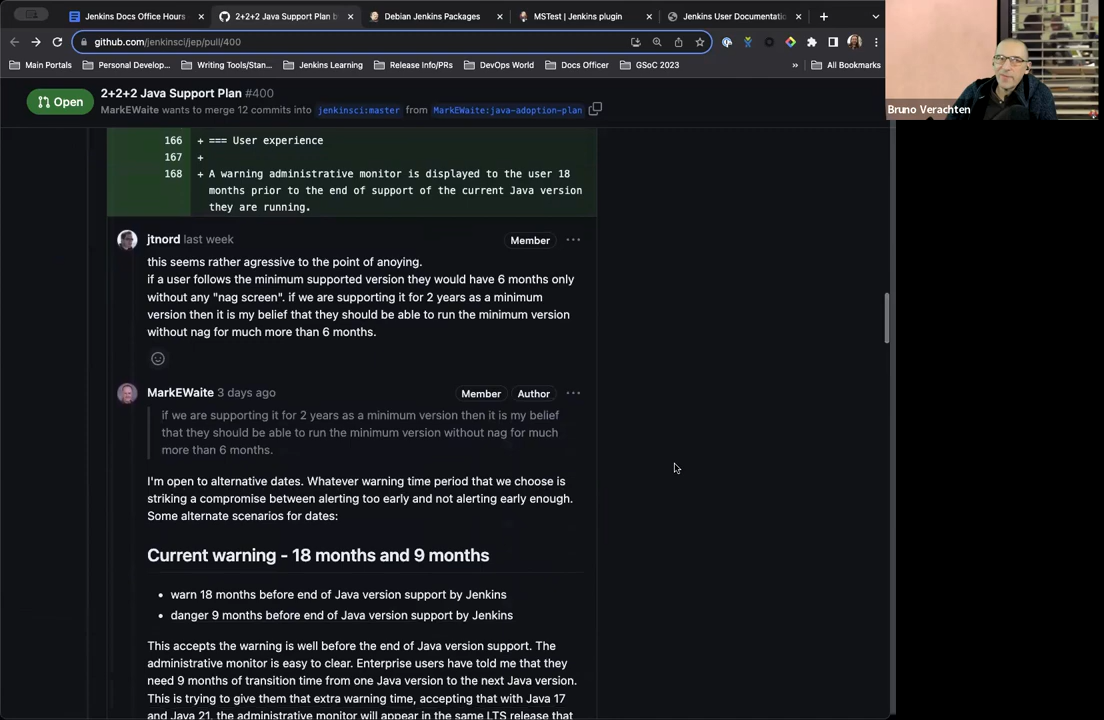 Jenkins Docs Office Hours
2+2+2 Java Support Plan b
Debian Jenkins Packages
MSTest | Jenkins plugin
Jenkins User Documentatio
github.com/jenkinsci/jep/pull/400
Main Portals
Personal Develop...
Writing Tools/Stan...
Jenkins Learning
Release Info/PRs
DevOps World
Docs Officer
GSoC 2023
»
All Bookmarks
Open
2+2+2 Java Support Plan #400
MarkEWaite wants to merge 12 commits into jenkinsci:master from MarkEWaite:java-adoption-plan
Bruno Verachten
166 + === User experience
167 +
168 + A warning administrative monitor is displayed to the user 18
months prior to the end of support of the current Java version
they are running.
jtnord last week
Member
this seems rather agressive to the point of anoying.
if a user follows the minimum supported version they would have 6 months only
without any "nag screen". if we are supporting it for 2 years as a minimum
version then it is my belief that they should be able to run the minimum version
without nag for much more than 6 months.
MarkEWaite 3 days ago
Member
Author
if we are supporting it for 2 years as a minimum version then it is my belief
that they should be able to run the minimum version without nag for much
more than 6 months.
I'm open to alternative dates. Whatever warning time period that we choose is
striking a compromise between alerting too early and not alerting early enough.
Some alternate scenarios for dates:
Current warning - 18 months and 9 months
• warn 18 months before end of Java version support by Jenkins
• danger 9 months before end of Java version support by Jenkins
This accepts the warning is well before the end of Java version support. The
administrative monitor is easy to clear. Enterprise users have told me that they
need 9 months of transition time from one Java version to the next Java version.
This is trying to give them that extra warning time, accepting that with Java 17
and Java 21, the administrative monitor will appear in the same LTS release that